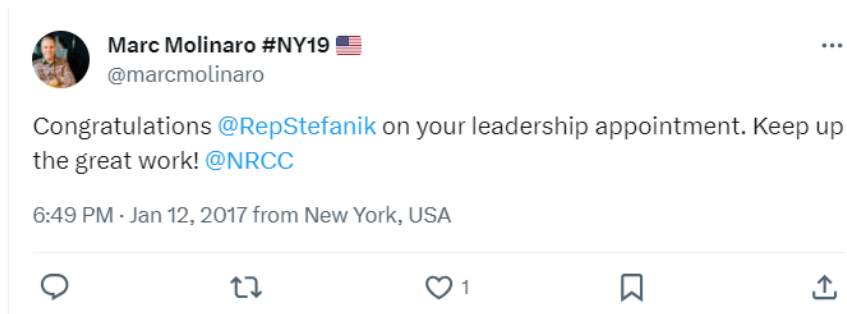 Marc Molinaro #NY19 🇺🇸
@marcmolinaro
Congratulations @RepStefanik on your leadership appointment. Keep up
the great work! @NRCC
6:49 PM · Jan 12, 2017 from New York, USA
1